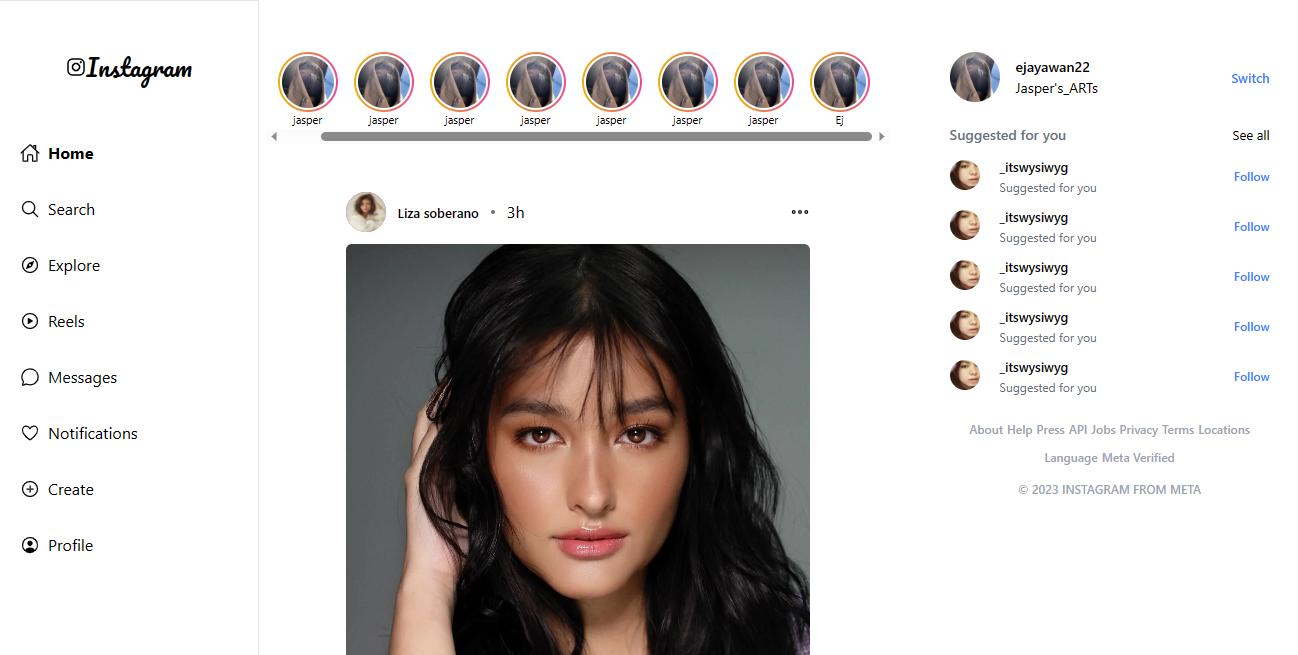 Instagram
Home
Search
Explore
Reels
Messages
Notifications
Create
Profile
jasper jasper jasper jasper jasper jasper jasper Ej
Liza soberano • 3h
ejayawan22
Jasper's_ARTs
Switch
Suggested for you See all
_itswysiwyg
Suggested for you
Follow
_itswysiwyg
Suggested for you
Follow
_itswysiwyg
Suggested for you
Follow
_itswysiwyg
Suggested for you
Follow
_itswysiwyg
Suggested for you
Follow
About Help Press API Jobs Privacy Terms Locations
Language Meta Verified
© 2023 INSTAGRAM FROM META